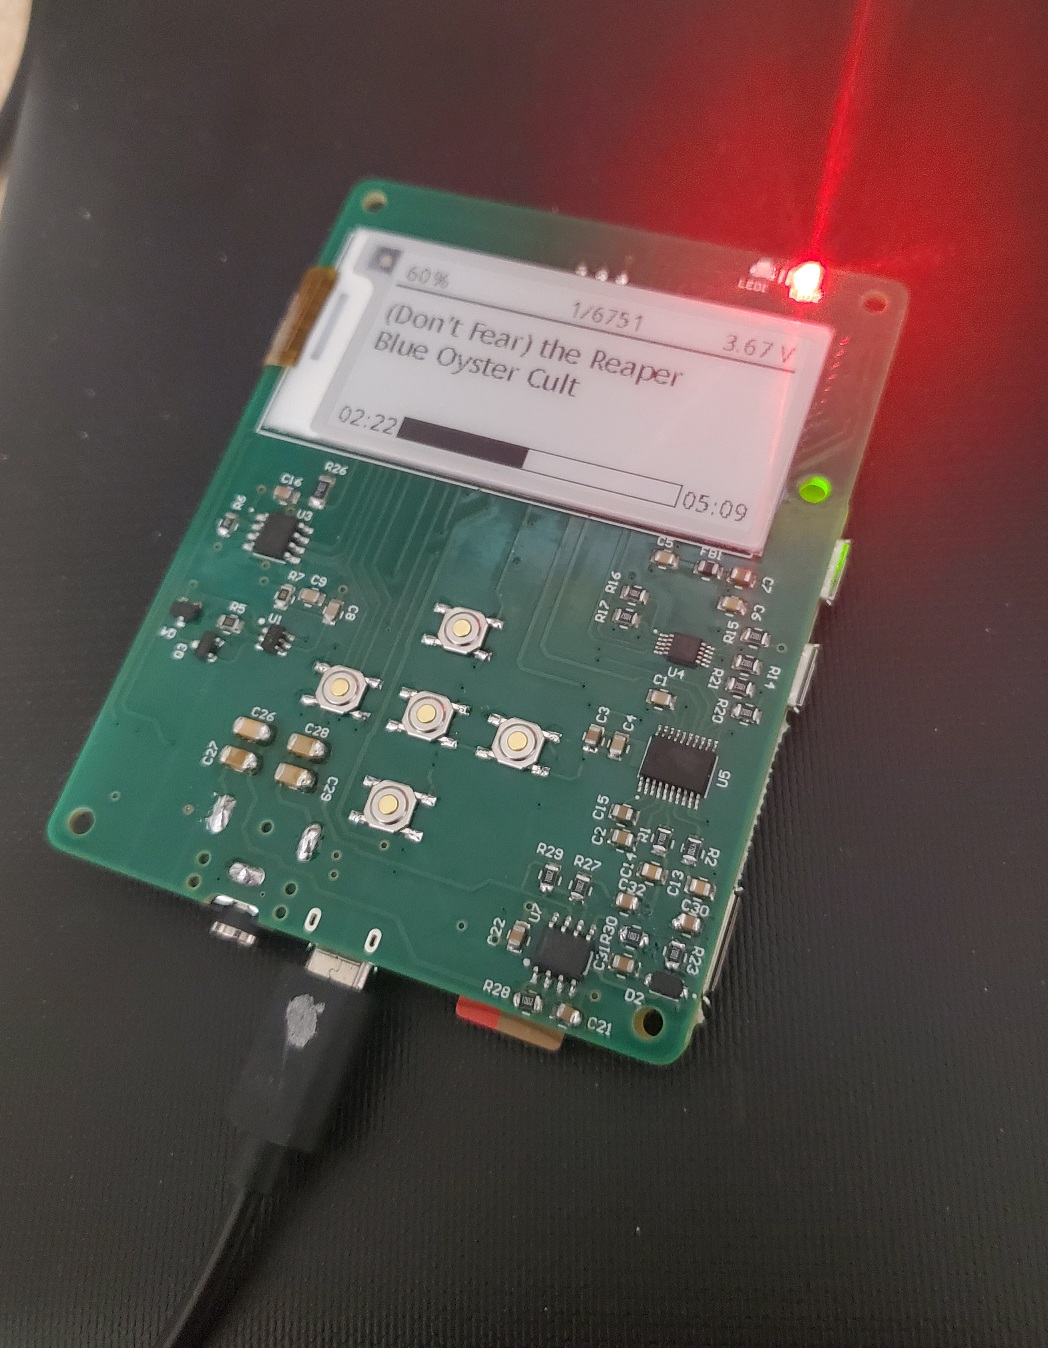 LED1
60%
1/6751
3.67 V
(Don't Fear) the Reaper
Blue Oyster Cult
02:22
05:09
R26
C16
R6
U3
C5
FB1
C7
R7
C9
C8
R16
R17
C6
R15
R5
U1
Q3
U4
R14
R21
R20
C1
C3
C4
C26
C28
C27
C29
U5
C15
C2
R1
R2
C14
C13
R29
R27
C32
C30
U7
C22
R30
C31
R23
R28
D2
C21